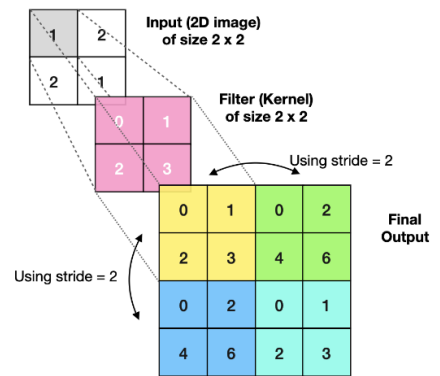 Input (2D image)
of size 2 x 2
1 2
2 1
Filter (Kernel)
of size 2 x 2
0 1
2 3
Using stride = 2
0 1 0 2
2 3 4 6
0 2 0 1
4 6 2 3
Final
Output
Using stride = 2